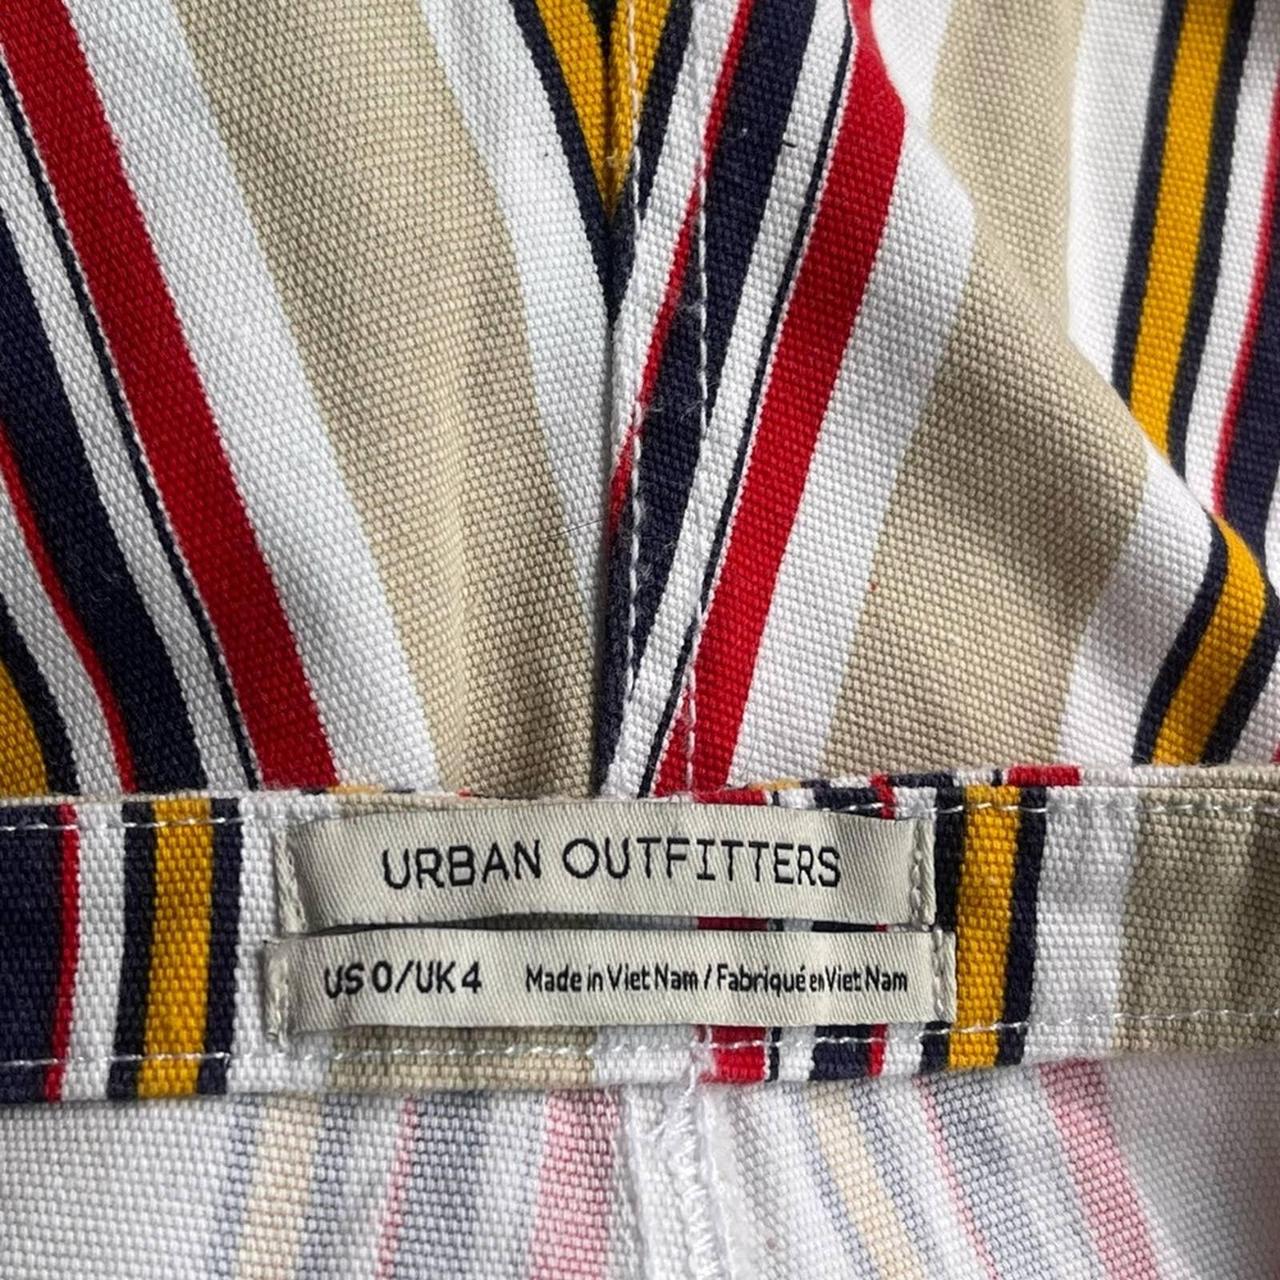 URBAN OUTFITTERS
US 0/UK 4 Made in Viet Nam / Fabriqué en Viet Nam